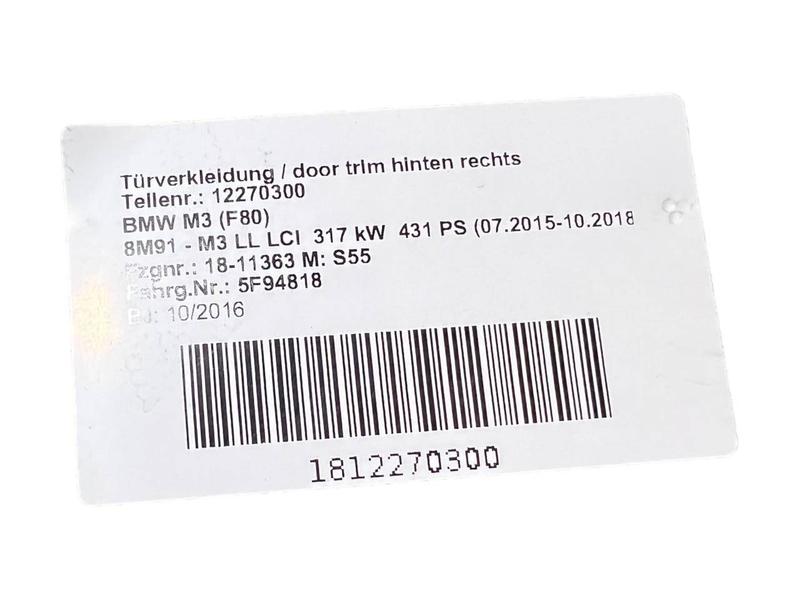 Türverkleidung / door trim hinten rechts
Teilenr.: 12270300
BMW M3 (F80)
8M91 - M3 LL LCI 317 kW 431 PS (07.2015-10.2018
Fzgnr.: 18-11363 M: S55
Fahrg.Nr.: 5F94818
BJ: 10/2016
1812270300